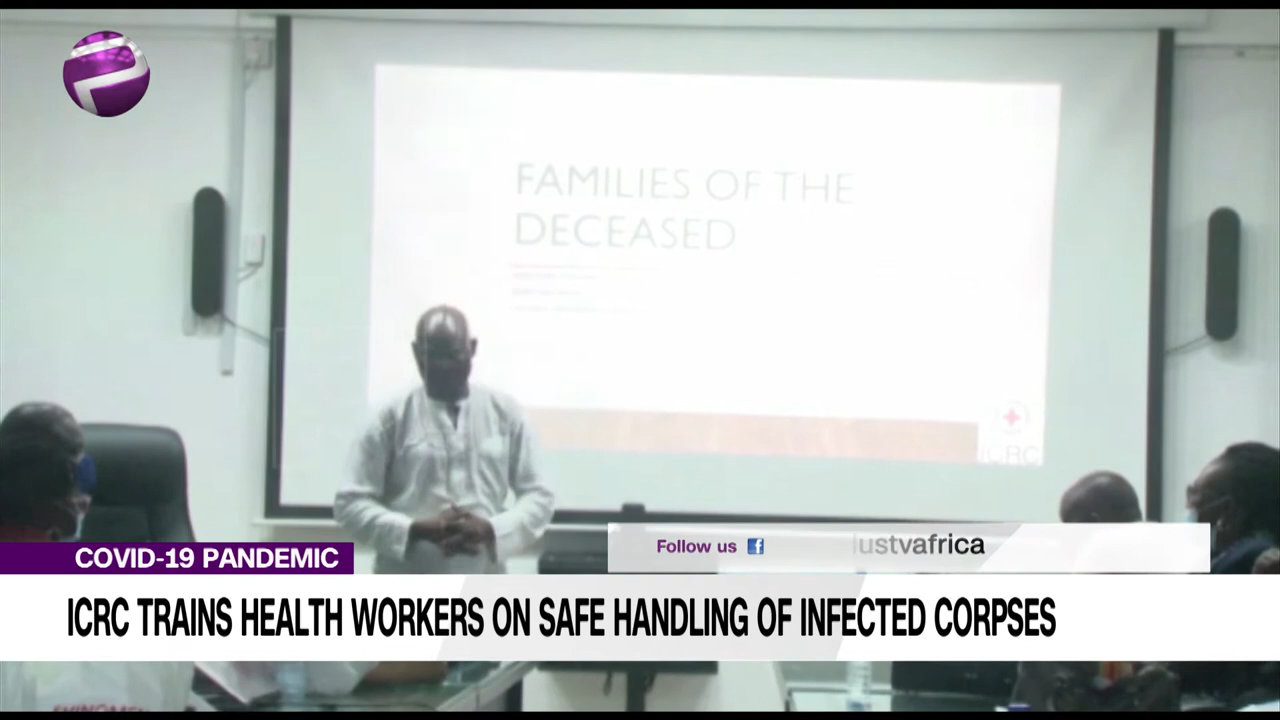 FAMILIES OF THE
DECEASED
ICRC
COVID-19 PANDEMIC
Follow us
lustvafrica
ICRC TRAINS HEALTH WORKERS ON SAFE HANDLING OF INFECTED CORPSES